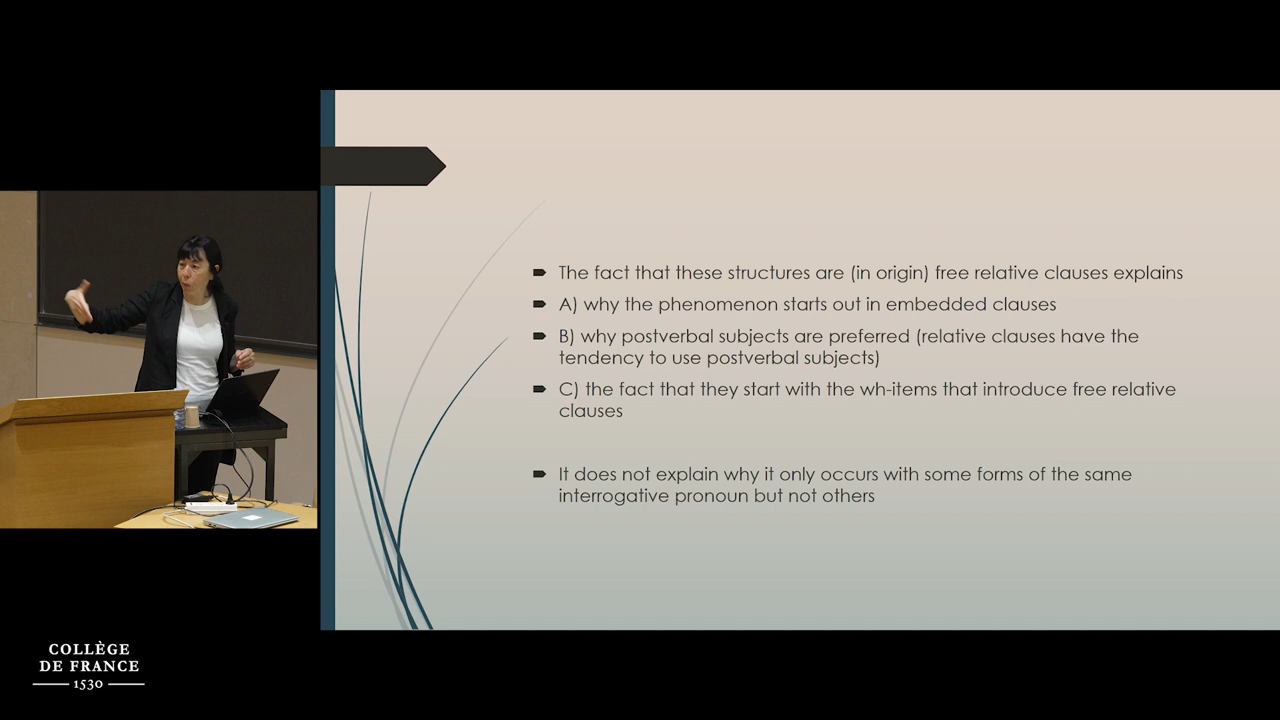 The fact that these structures are (in origin) free relative clauses explains
A) why the phenomenon starts out in embedded clauses
B) why postverbal subjects are preferred (relative clauses have the
tendency to use postverbal subjects)
C) the fact that they start with the wh-items that introduce free relative
clauses
It does not explain why it only occurs with some forms of the same
interrogative pronoun but not others
COLLÈGE
DE FRANCE
1530